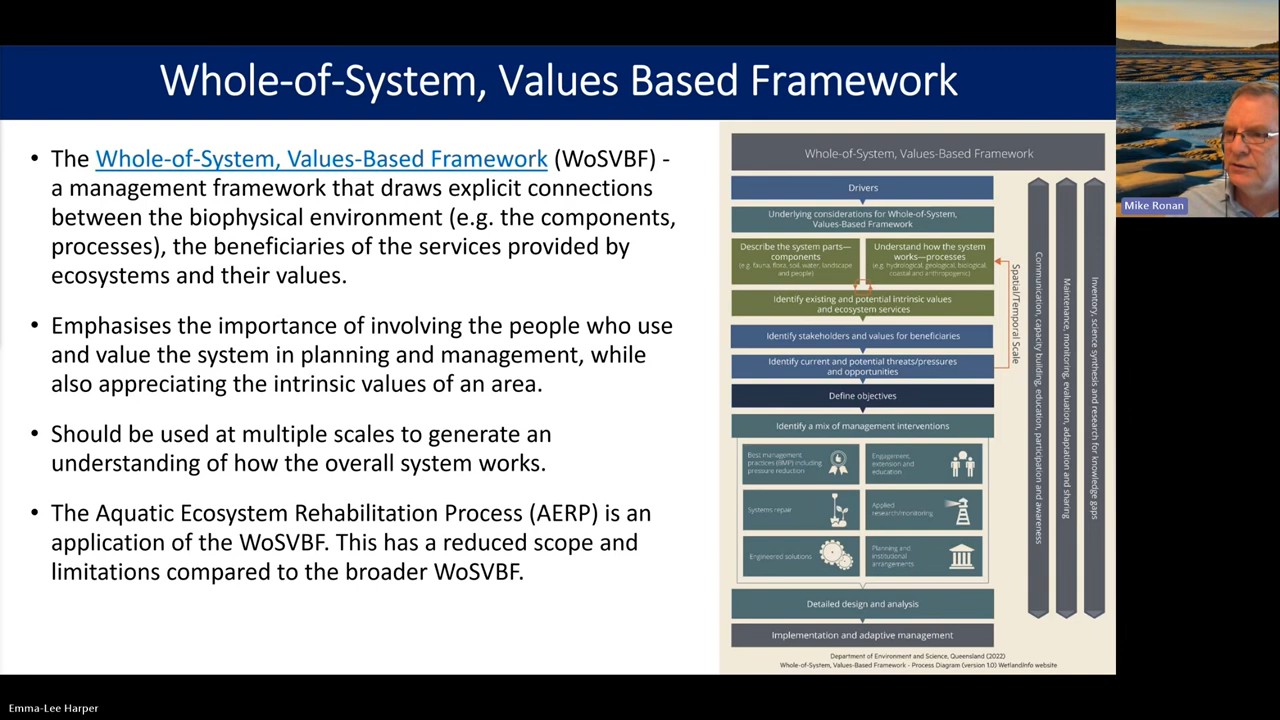 Whole-of-System, Values Based Framework
• The Whole-of-System, Values-Based Framework (WoSVBF) -
a management framework that draws explicit connections
between the biophysical environment (e.g. the components,
processes), the beneficiaries of the services provided by
ecosystems and their values.
• Emphasises the importance of involving the people who use
and value the system in planning and management, while
also appreciating the intrinsic values of an area.
• Should be used at multiple scales to generate an
understanding of how the overall system works.
• The Aquatic Ecosystem Rehabilitation Process (AERP) is an
application of the WoSVBF. This has a reduced scope and
limitations compared to the broader WoSVBF.
Whole-of-System, Values-Based Framework
Drivers
Underlying considerations for Whole-of-System,
Values-Based Framework
Describe the system parts—
components
(e.g. fauna, flora, soil, water, landscape
and people)
Understand how the system
works—processes
(e.g. hydrological, geological, biological,
coastal and anthropogenic)
Identify existing and potential intrinsic values
and ecosystem services
Identify stakeholders and values for beneficiaries
Identify current and potential threats/pressures
and opportunities
Define objectives
Identify a mix of management interventions
Best management
practices (BMP) including
pressure reduction
Engagement
extension and
education
Systems repair
Applied
research/monitoring
Engineered solutions
Planning and
institutional
arrangements
Detailed design and analysis
Implementation and adaptive management
Spatial/Temporal Scale
Communication, capacity building, education, participation and awareness
Maintenance, monitoring, evaluation, adaptation and sharing
Inventory, science synthesis and research for knowledge gaps
Department of Environment and Science, Queensland (2022)
Whole-of-System, Values-Based Framework - Process Diagram (version 1.0) WetlandInfo website
Mike Ronan
Emma-Lee Harper